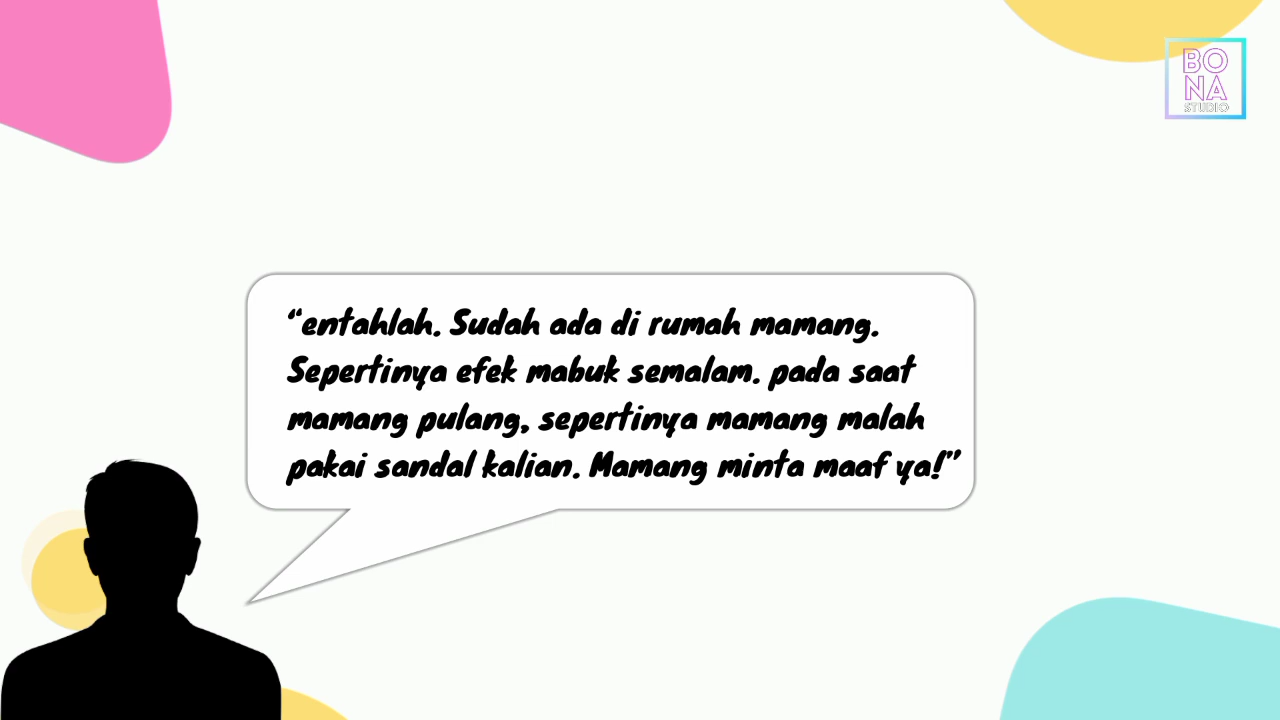 BO
NA
STUDIO
“entahlah. Sudah ada di rumah mamang.
Sepertinya efek mabuk semalam. pada saat
mamang pulang, sepertinya mamang malah
pakai sandal kalian. Mamang minta maaf ya!”